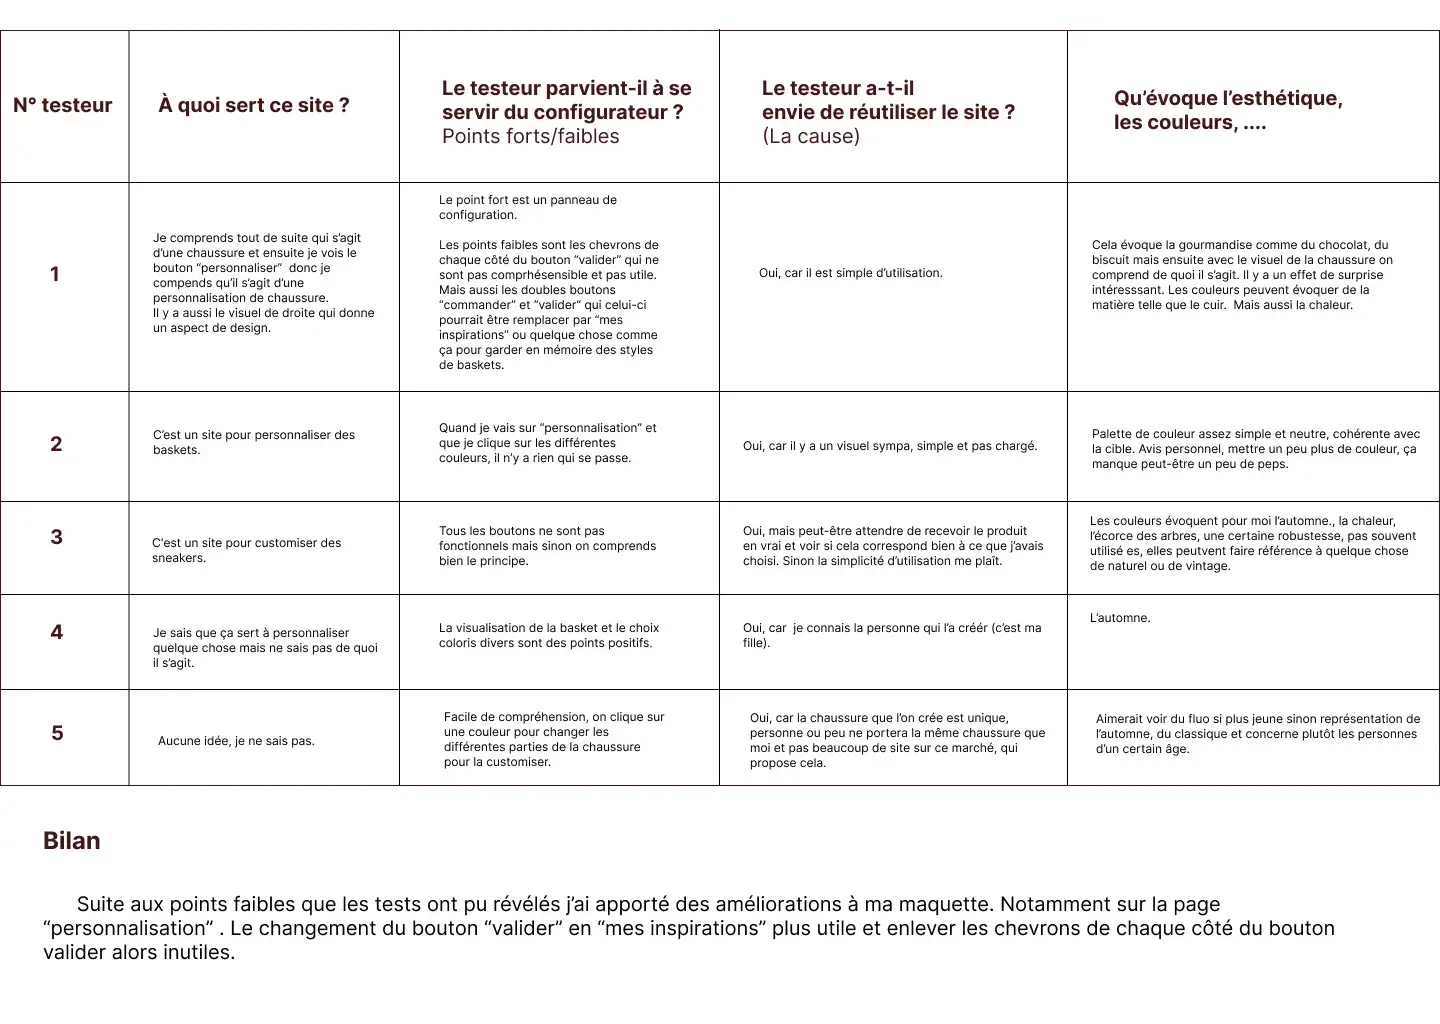 N° testeur
À quoi sert ce site ?
Le testeur parvient-il à se
servir du configurateur ?
Points forts/faibles
Le testeur a-t-il
envie de réutiliser le site ?
(La cause)
Qu’évoque l’esthétique,
les couleurs, ....
1
Je comprends tout de suite qui s’agit
d’une chaussure et ensuite je vois le
bouton “personnaliser”  donc je
compends qu’il s’agit d’une
personnalisation de chaussure.
Il y a aussi le visuel de droite qui donne
un aspect de design.
Le point fort est un panneau de
configuration.
Les points faibles sont les chevrons de
chaque côté du bouton “valider” qui ne
sont pas comprhésensible et pas utile.
Mais aussi les doubles boutons
“commander” et “valider” qui celui-ci
pourrait être remplacer par “mes
inspirations” ou quelque chose comme
ça pour garder en mémoire des styles
de baskets.
Oui, car il est simple d’utilisation.
Cela évoque la gourmandise comme du chocolat, du
biscuit mais ensuite avec le visuel de la chaussure on
comprend de quoi il s’agit. Il y a un effet de surprise
intéresssant. Les couleurs peuvent évoquer de la
matière telle que le cuir.  Mais aussi la chaleur.
2
C’est un site pour personnaliser des
baskets.
Quand je vais sur “personnalisation” et
que je clique sur les différentes
couleurs, il n’y a rien qui se passe.
Oui, car il y a un visuel sympa, simple et pas chargé.
Palette de couleur assez simple et neutre, cohérente avec
la cible. Avis personnel, mettre un peu plus de couleur, ça
manque peut-être un peu de peps.
3
C'est un site pour customiser des
sneakers.
Tous les boutons ne sont pas
fonctionnels mais sinon on comprends
bien le principe.
Oui, mais peut-être attendre de recevoir le produit
en vrai et voir si cela correspond bien à ce que j’avais
choisi. Sinon la simplicité d’utilisation me plaît.
Les couleurs évoquent pour moi l’automne., la chaleur,
l’écorce des arbres, une certaine robustesse, pas souvent
utilisé es, elles peutvent faire référence à quelque chose
de naturel ou de vintage.
4
Je sais que ça sert à personnaliser
quelque chose mais ne sais pas de quoi
il s’agit.
La visualisation de la basket et le choix
coloris divers sont des points positifs.
Oui, car  je connais la personne qui l’a créér (c’est ma
fille).
L’automne.
5
Aucune idée, je ne sais pas.
Facile de compréhension, on clique sur
une couleur pour changer les
différentes parties de la chaussure
pour la customiser.
Oui, car la chaussure que l’on crée est unique,
personne ou peu ne portera la même chaussure que
moi et pas beaucoup de site sur ce marché, qui
propose cela.
Aimerait voir du fluo si plus jeune sinon représentation de
l’automne, du classique et concerne plutôt les personnes
d’un certain âge.
Bilan
Suite aux points faibles que les tests ont pu révélés j’ai apporté des améliorations à ma maquette. Notamment sur la page
“personnalisation” . Le changement du bouton “valider” en “mes inspirations” plus utile et enlever les chevrons de chaque côté du bouton
valider alors inutiles.